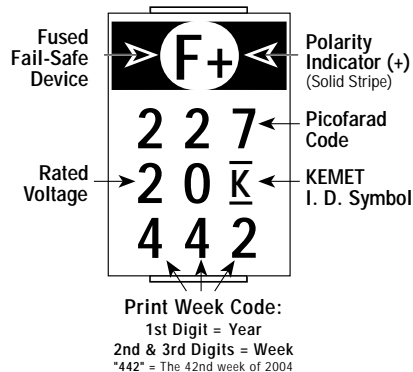 Fused
Fail-Safe
Device
F+
Polarity
Indicator (+)
(Solid Stripe)
2 2 7
Picofarad
Code
Rated
Voltage
2 0 K
KEMET
I. D. Symbol
4 4 2
Print Week Code:
1st Digit = Year
2nd & 3rd Digits = Week
"442" = The 42nd week of 2004